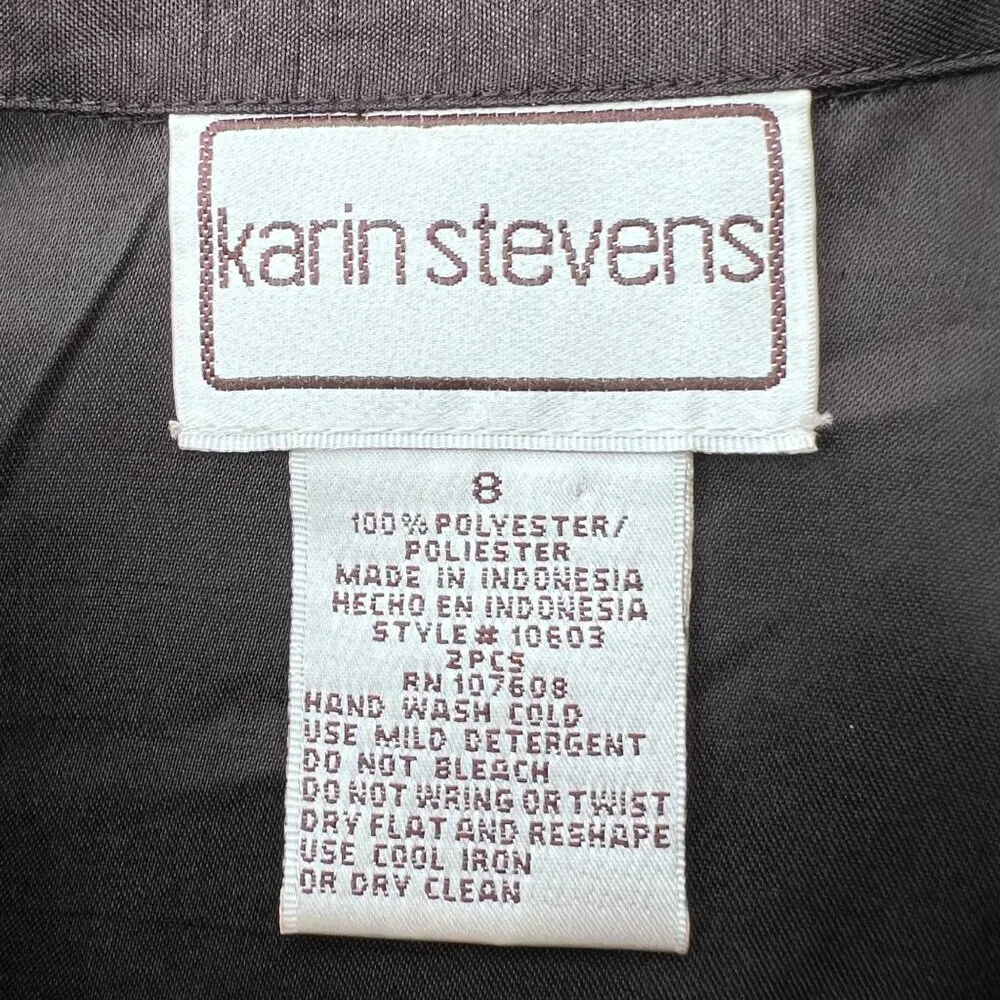 karin stevens
8
100% POLYESTER/
POLIESTER
MADE IN INDONESIA
HECHO EN INDONESIA
STYLE# 10603
2PCS
RN 107608
HAND WASH COLD
USE MILD DETERGENT
DO NOT BLEACH
DO NOT WRING OR TWIST
DRY FLAT AND RESHAPE
USE COOL IRON
OR DRY CLEAN